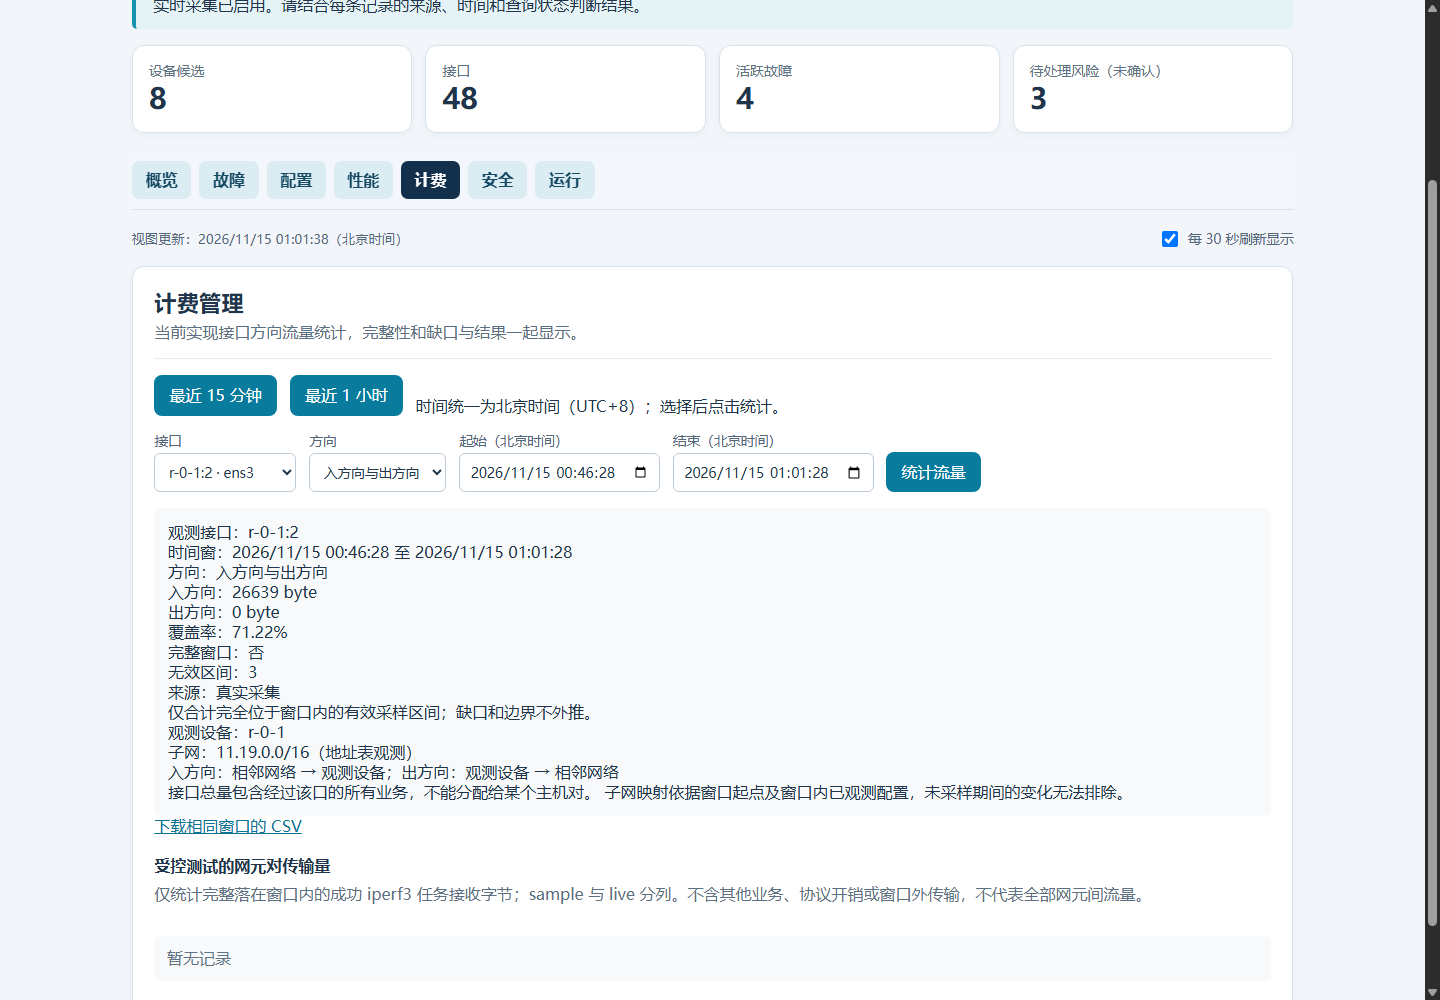 实时采集已启用。请结合每条记录的来源、时间和查询状态判断结果。
设备候选
8
接口
48
活跃故障
4
待处理风险（未确认）
3
概览
故障
配置
性能
计费
安全
运行
视图更新：2026/11/15 01:01:38（北京时间）
每 30 秒刷新显示
计费管理
当前实现接口方向流量统计，完整性和缺口与结果一起显示。
最近 15 分钟
最近 1 小时
时间统一为北京时间（UTC+8）；选择后点击统计。
接口
方向
起始（北京时间）
结束（北京时间）
r-0-1:2 · ens3
入方向与出方向
2026/11/15 00:46:28
2026/11/15 01:01:28
统计流量
观测接口：r-0-1:2
时间窗：2026/11/15 00:46:28 至 2026/11/15 01:01:28
方向：入方向与出方向
入方向：26639 byte
出方向：0 byte
覆盖率：71.22%
完整窗口：否
无效区间：3
来源：真实采集
仅合计完全位于窗口内的有效采样区间；缺口和边界不外推。
观测设备：r-0-1
子网：11.19.0.0/16（地址表观测）
入方向：相邻网络 → 观测设备；出方向：观测设备 → 相邻网络
接口总量包含经过该口的所有业务，不能分配给某个主机对。 子网映射依据窗口起点及窗口内已观测配置，未采样期间的变化无法排除。
下载相同窗口的 CSV
受控测试的网元对传输量
仅统计完整落在窗口内的成功 iperf3 任务接收字节；sample 与 live 分列。不含其他业务、协议开销或窗口外传输，不代表全部网元间流量。
暂无记录